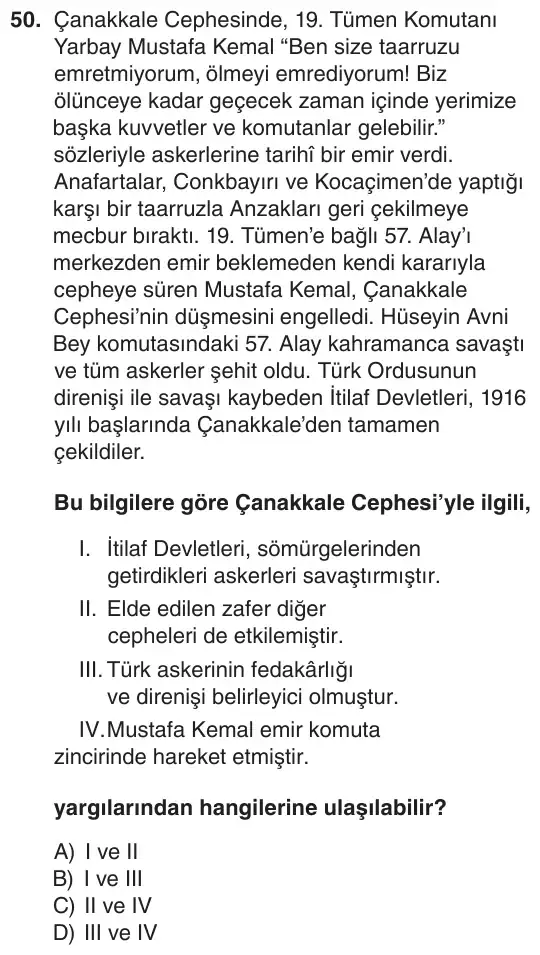 50. Çanakkale Cephesinde, 19. Tümen Komutanı
Yarbay Mustafa Kemal “Ben size taarruzu
emretmiyorum, ölmeyi emrediyorum! Biz
ölünceye kadar geçecek zaman içinde yerimize
başka kuvvetler ve komutanlar gelebilir.”
sözleriyle askerlerine tarihî bir emir verdi.
Anafartalar, Conkbayırı ve Kocaçimen’de yaptığı
karşı bir taarruzla Anzakları geri çekilmeye
mecbur bıraktı. 19. Tümen’e bağlı 57. Alay’ı
merkezden emir beklemeden kendi kararıyla
cepheye süren Mustafa Kemal, Çanakkale
Cephesi’nin düşmesini engelledi. Hüseyin Avni
Bey komutasındaki 57. Alay kahramanca savaştı
ve tüm askerler şehit oldu. Türk Ordusunun
direnişi ile savaşı kaybeden İtilaf Devletleri, 1916
yılı başlarında Çanakkale’den tamamen
çekildiler.
Bu bilgilere göre Çanakkale Cephesi’yle ilgili,
I. İtilaf Devletleri, sömürgelerinden
getirdikleri askerleri savaştırmıştır.
II. Elde edilen zafer diğer
cepheleri de etkilemiştir.
III. Türk askerinin fedakârlığı
ve direnişi belirleyici olmuştur.
IV.Mustafa Kemal emir komuta
zincirinde hareket etmiştir.
yargılarından hangilerine ulaşılabilir?
A) I ve II
B) I ve III
C) II ve IV
D) III ve IV